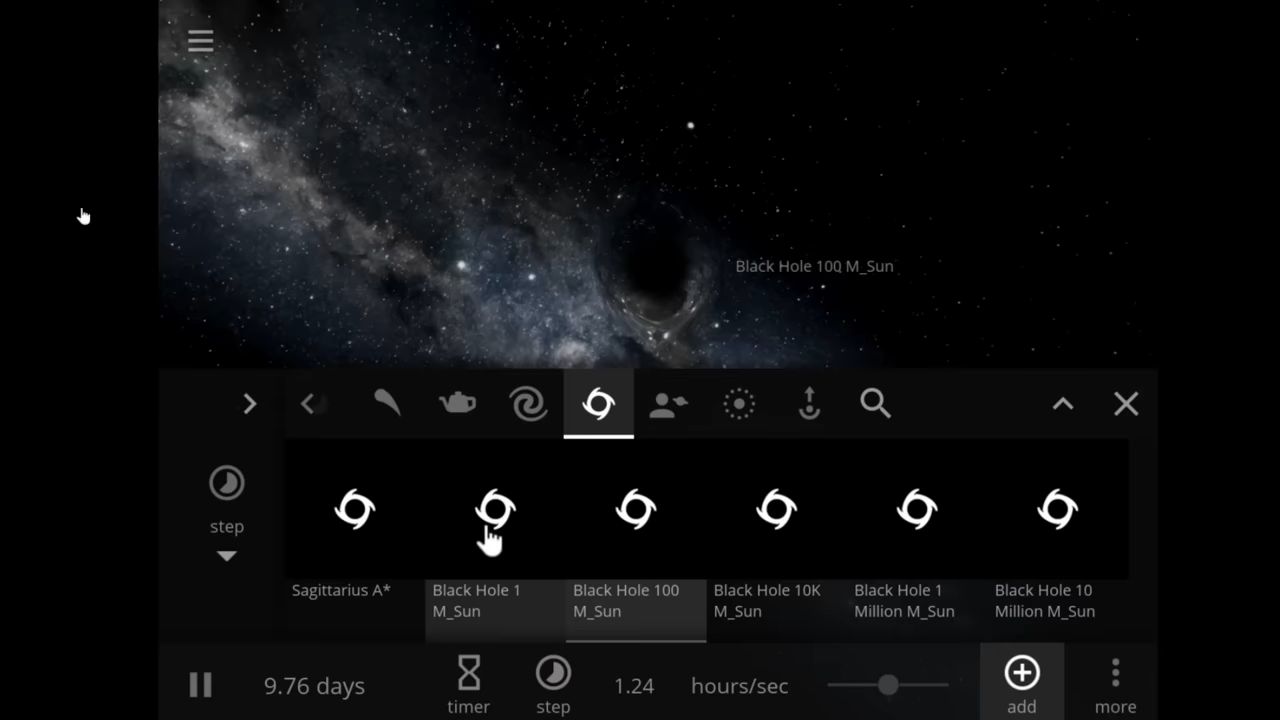 Black Hole 100 M_Sun
step
Sagittarius A*
Black Hole 1
M_Sun
Black Hole 100
M_Sun
Black Hole 10K
M_Sun
Black Hole 1
Million M_Sun
Black Hole 10
Million M_Sun
9.76 days
timer
step
1.24
hours/sec
add
more